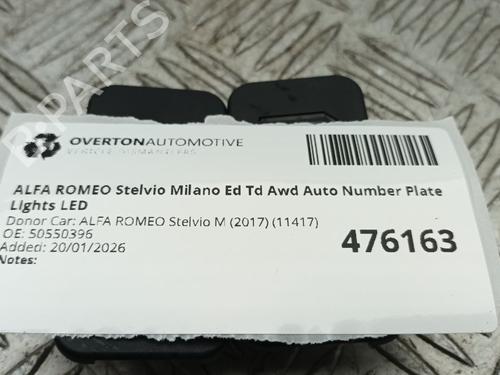 B-PARTS
OVERTONAUTOMOTIVE
VEHICLE DISMANTLERS
ALFA ROMEO Stelvio Milano Ed Td Awd Auto Number Plate
Lights LED
Donor Car: ALFA ROMEO Stelvio M (2017) (11417)
OE: 50550396
Added: 20/01/2026
Notes:
476163